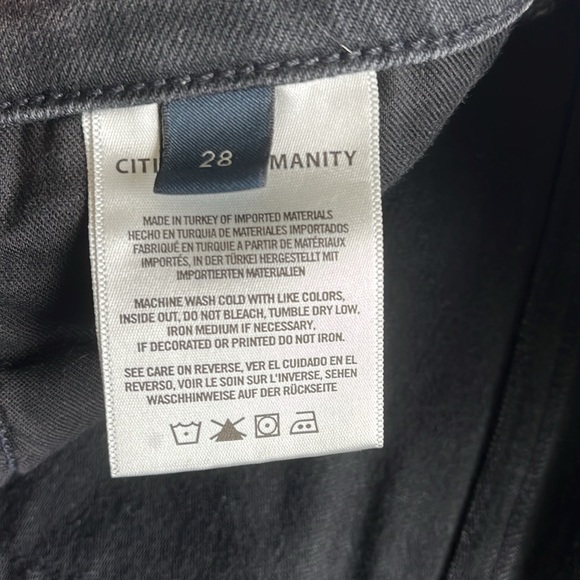 CITI
28
MANITY
MADE IN TURKEY OF IMPORTED MATERIALS
HECHO EN TURQUIA DE MATERIALES IMPORTADOS
FABRIQUÉ EN TURQUIE A PARTIR DE MATÉRIAUX
IMPORTÉS, IN DER TÜRKEI HERGESTELLT MIT
IMPORTIERTEN MATERIALIEN
MACHINE WASH COLD WITH LIKE COLORS,
INSIDE OUT, DO NOT BLEACH, TUMBLE DRY LOW,
IRON MEDIUM IF NECESSARY,
IF DECORATED OR PRINTED DO NOT IRON.
SEE CARE ON REVERSE, VER EL CUIDADO EN EL
REVERSO, VOIR LE SOIN SUR L'INVERSE, SEHEN
WASCHHINWEISE AUF DER RÜCKSEITE